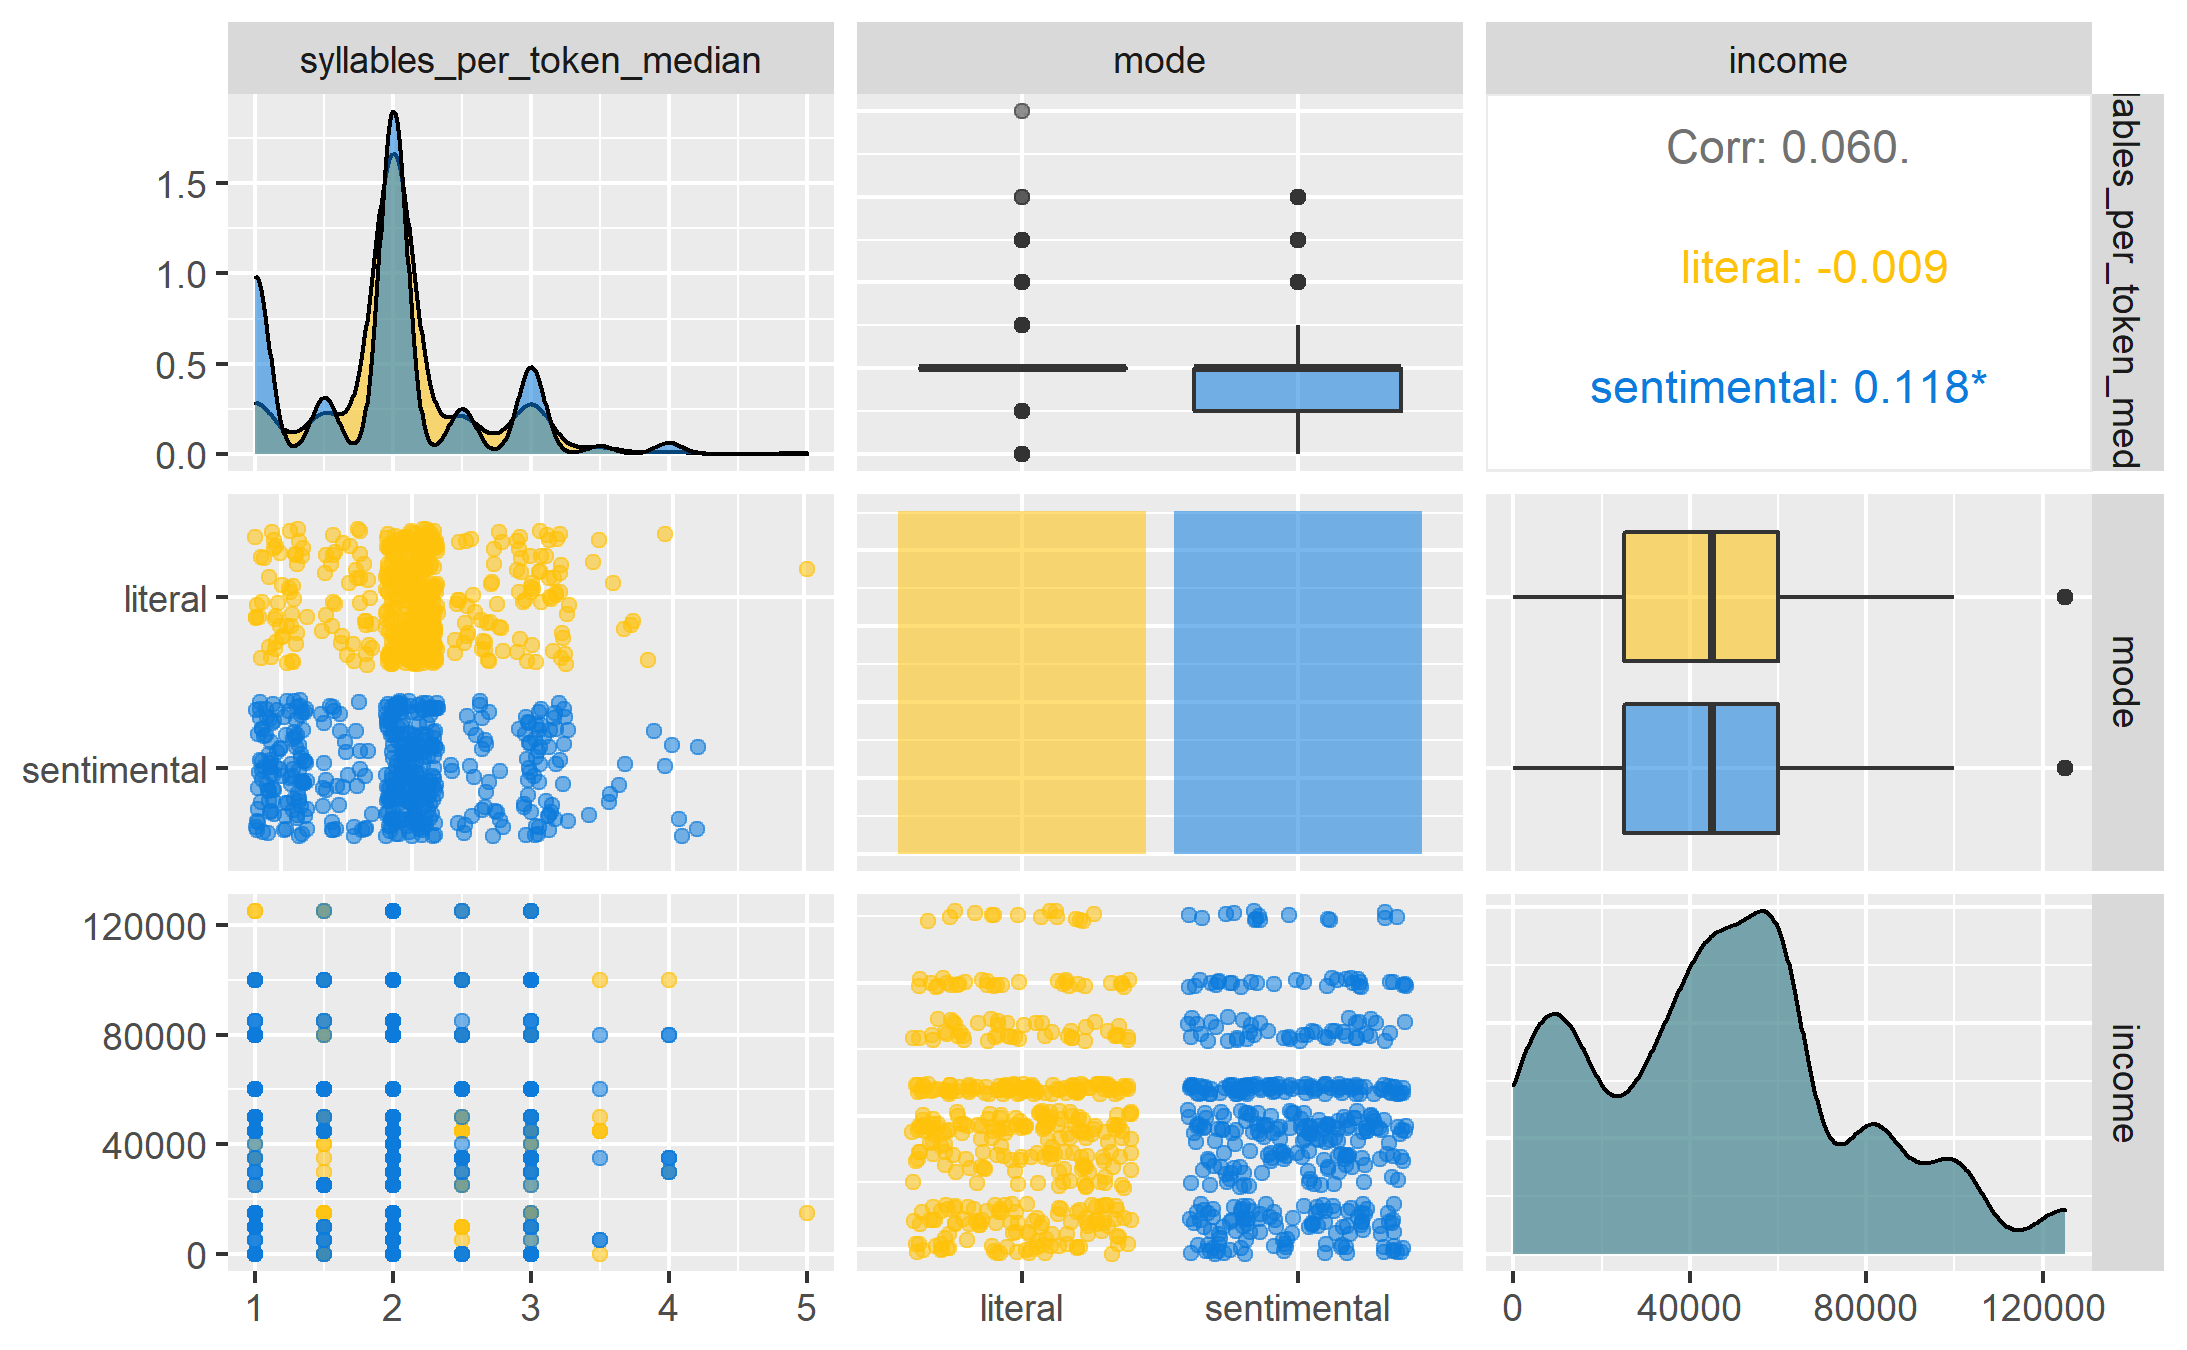 syllables_per_token_median
mode
income
lables_per_token_med
1.5
1.0
0.5
0.0
Corr: 0.060.
literal: -0.009
sentimental: 0.118*
literal
sentimental
mode
120000
80000
40000
0
income
1 2 3 4 5
literal sentimental
0 40000 80000 120000